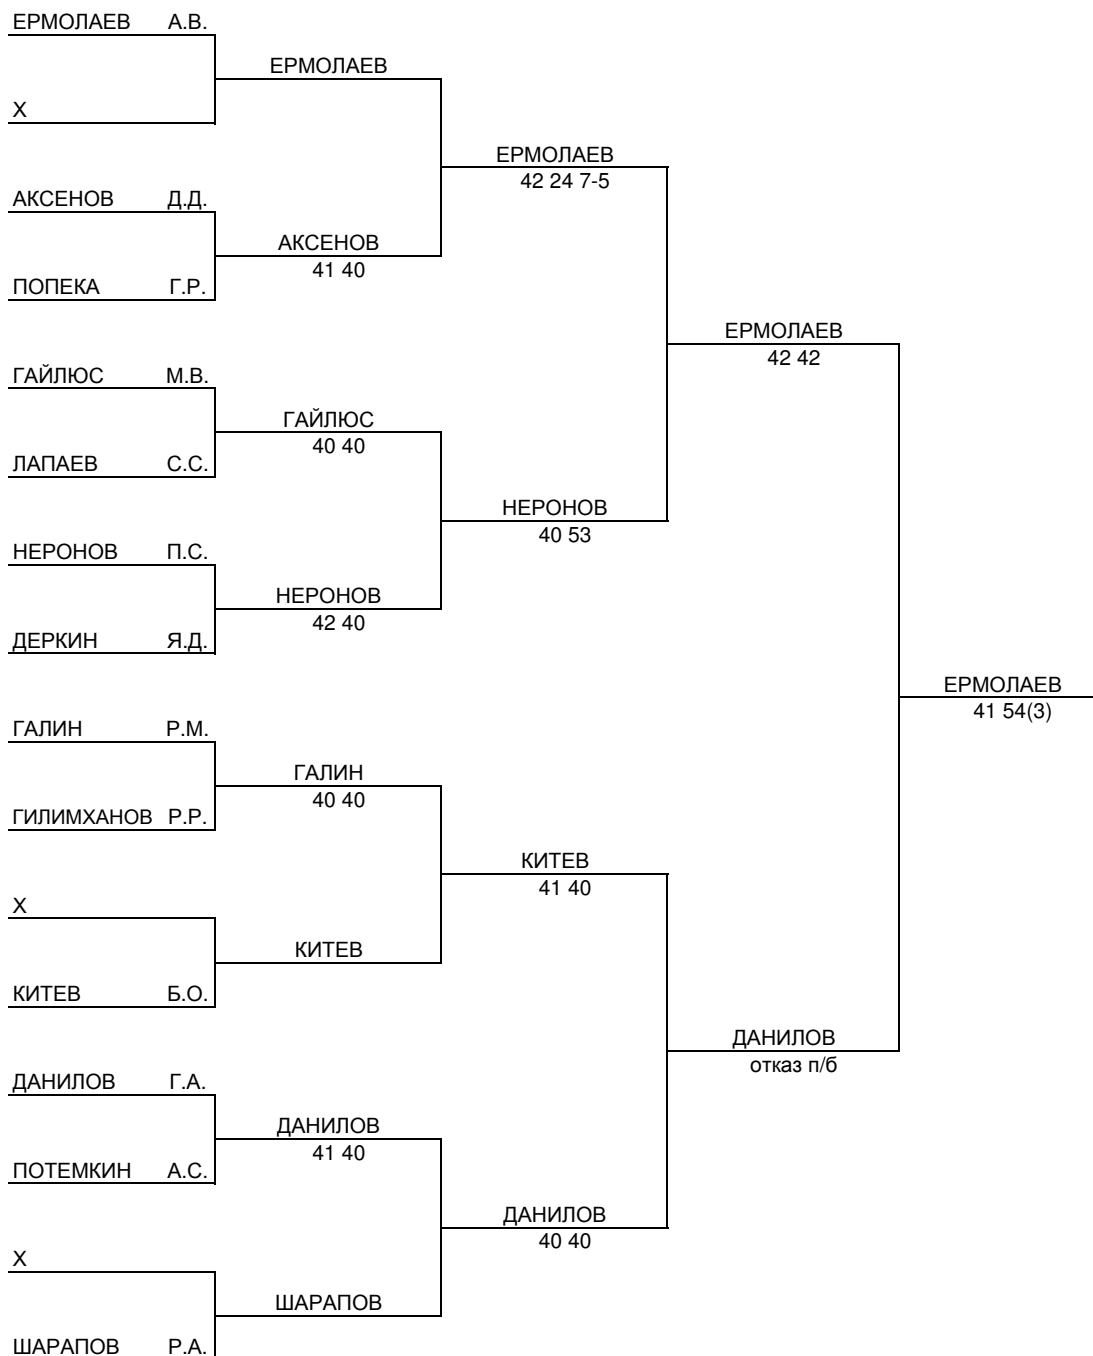 ЕРМОЛАЕВ А.В.
ЕРМОЛАЕВ
X
ЕРМОЛАЕВ
42 24 7-5
АКСЕНОВ Д.Д.
АКСЕНОВ
41 40
ПОПЕКА Г.Р.
ЕРМОЛАЕВ
42 42
ГАЙЛЮС М.В.
ГАЙЛЮС
40 40
ЛАПАЕВ С.С.
НЕРОНОВ
40 53
НЕРОНОВ П.С.
НЕРОНОВ
42 40
ДЕРКИН Я.Д.
ЕРМОЛАЕВ
41 54(3)
ГАЛИН Р.М.
ГАЛИН
40 40
ГИЛИМХАНОВ Р.Р.
КИТЕВ
41 40
X
КИТЕВ
КИТЕВ Б.О.
ДАНИЛОВ
отказ п/б
ДАНИЛОВ Г.А.
ДАНИЛОВ
41 40
ПОТЕМКИН А.С.
ДАНИЛОВ
40 40
X
ШАРАПОВ
ШАРАПОВ Р.А.